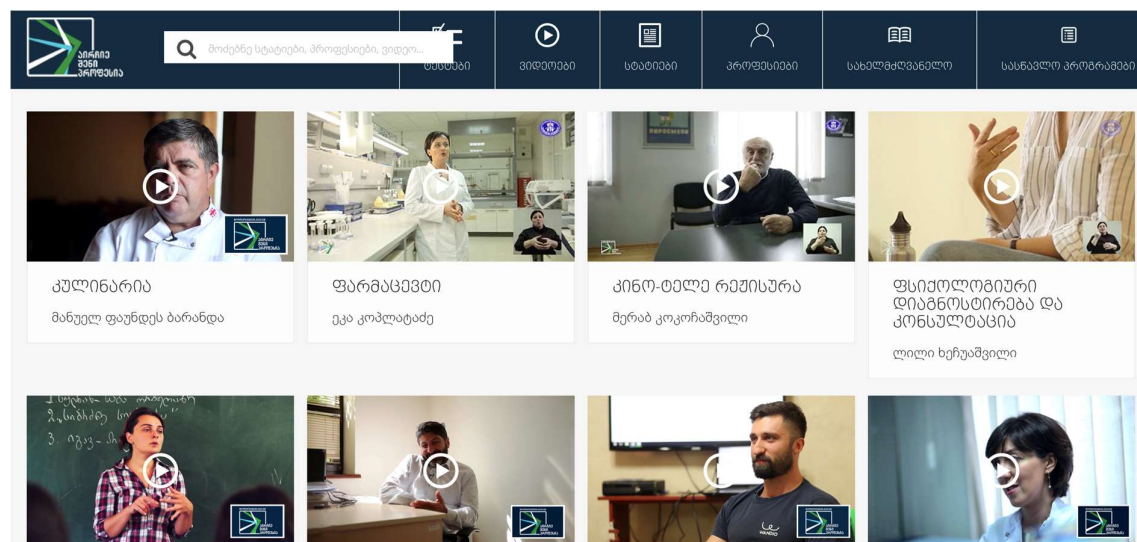 აირჩიე
შენი
პროფესია
მოძებნე სტატიები, პროფესიები, ვიდეო...
ტესტები
ვიდეოები
სტატიები
პროფესიები
სახელმძღვანელო
სასწავლო პროგრამები
კულინარია
მანუელ ფაუნდეს ბარანდა
ფარმაცევტი
ეკა კოპლატაძე
კინო-ტელე რეჟისურა
მერაბ კოკოჩაშვილი
ფსიქოლოგიური
დიაგნოსტირება და
კონსულტაცია
ლილი ხეჩუაშვილი